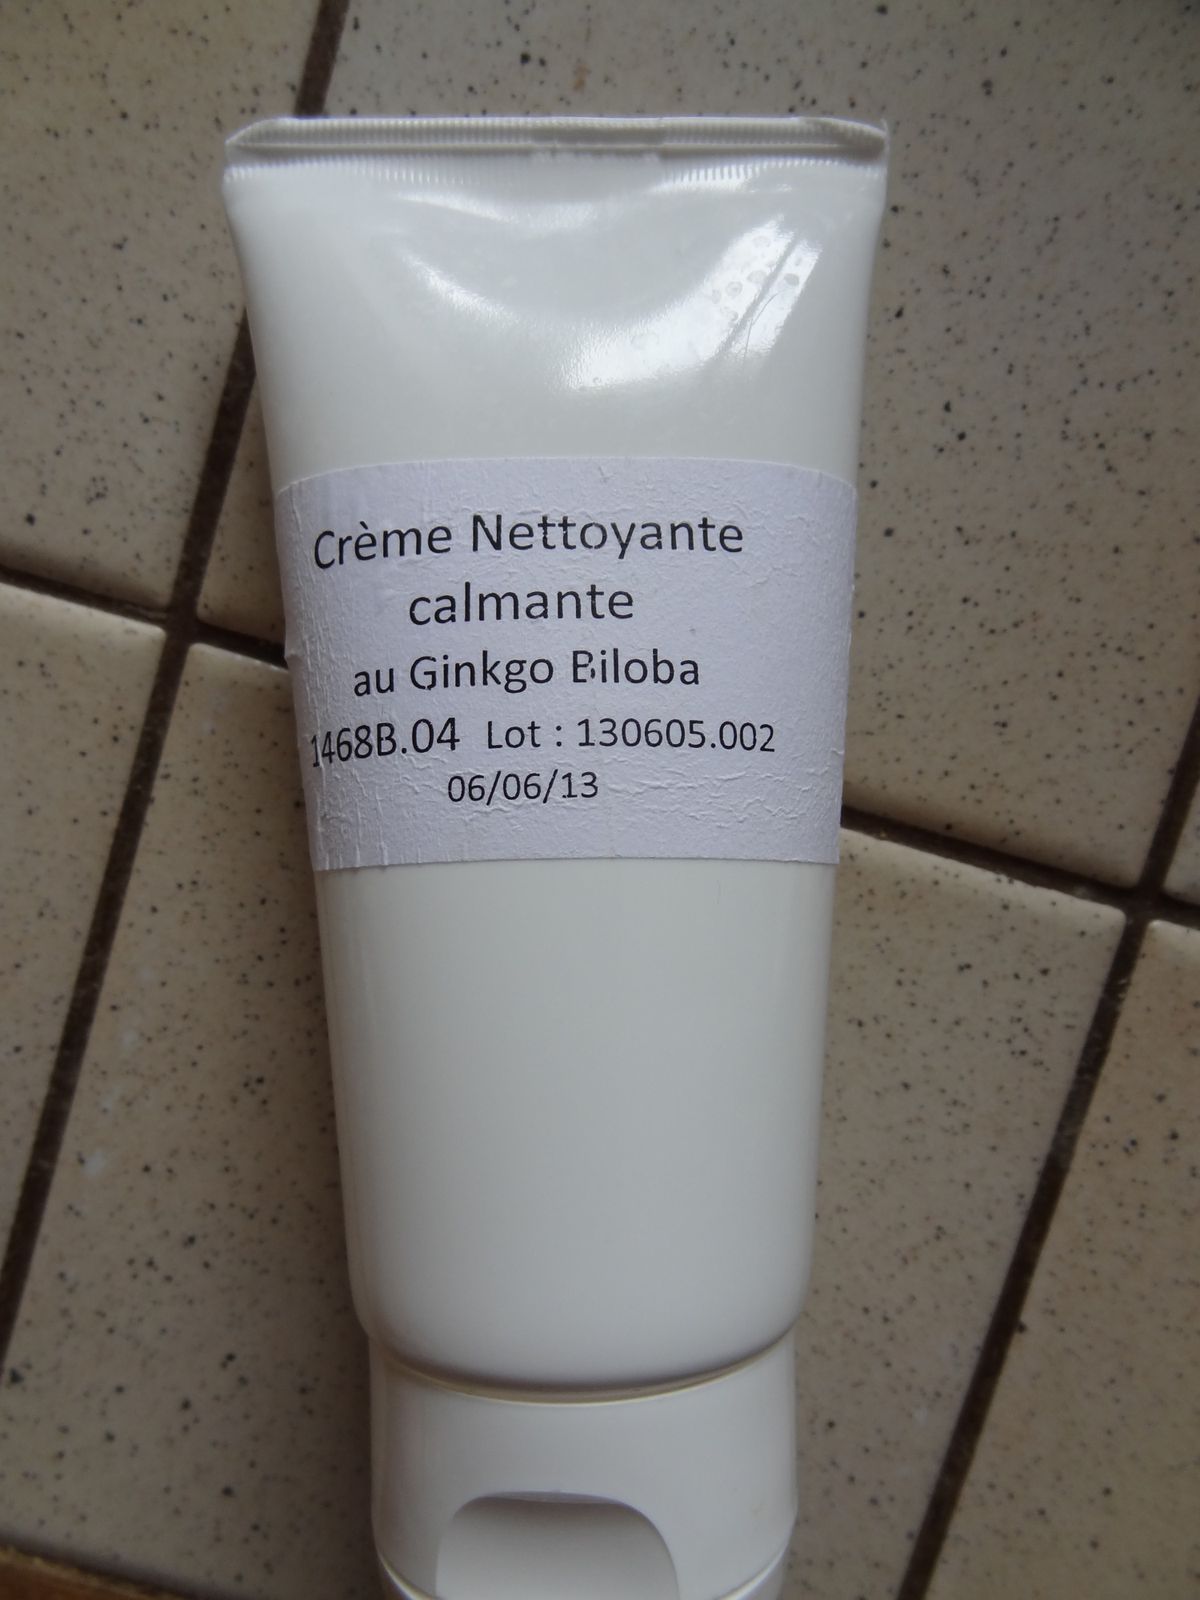 Crème Nettoyante
calmante
au Ginkgo Biloba
1468B.04 Lot : 130605.002
06/06/13